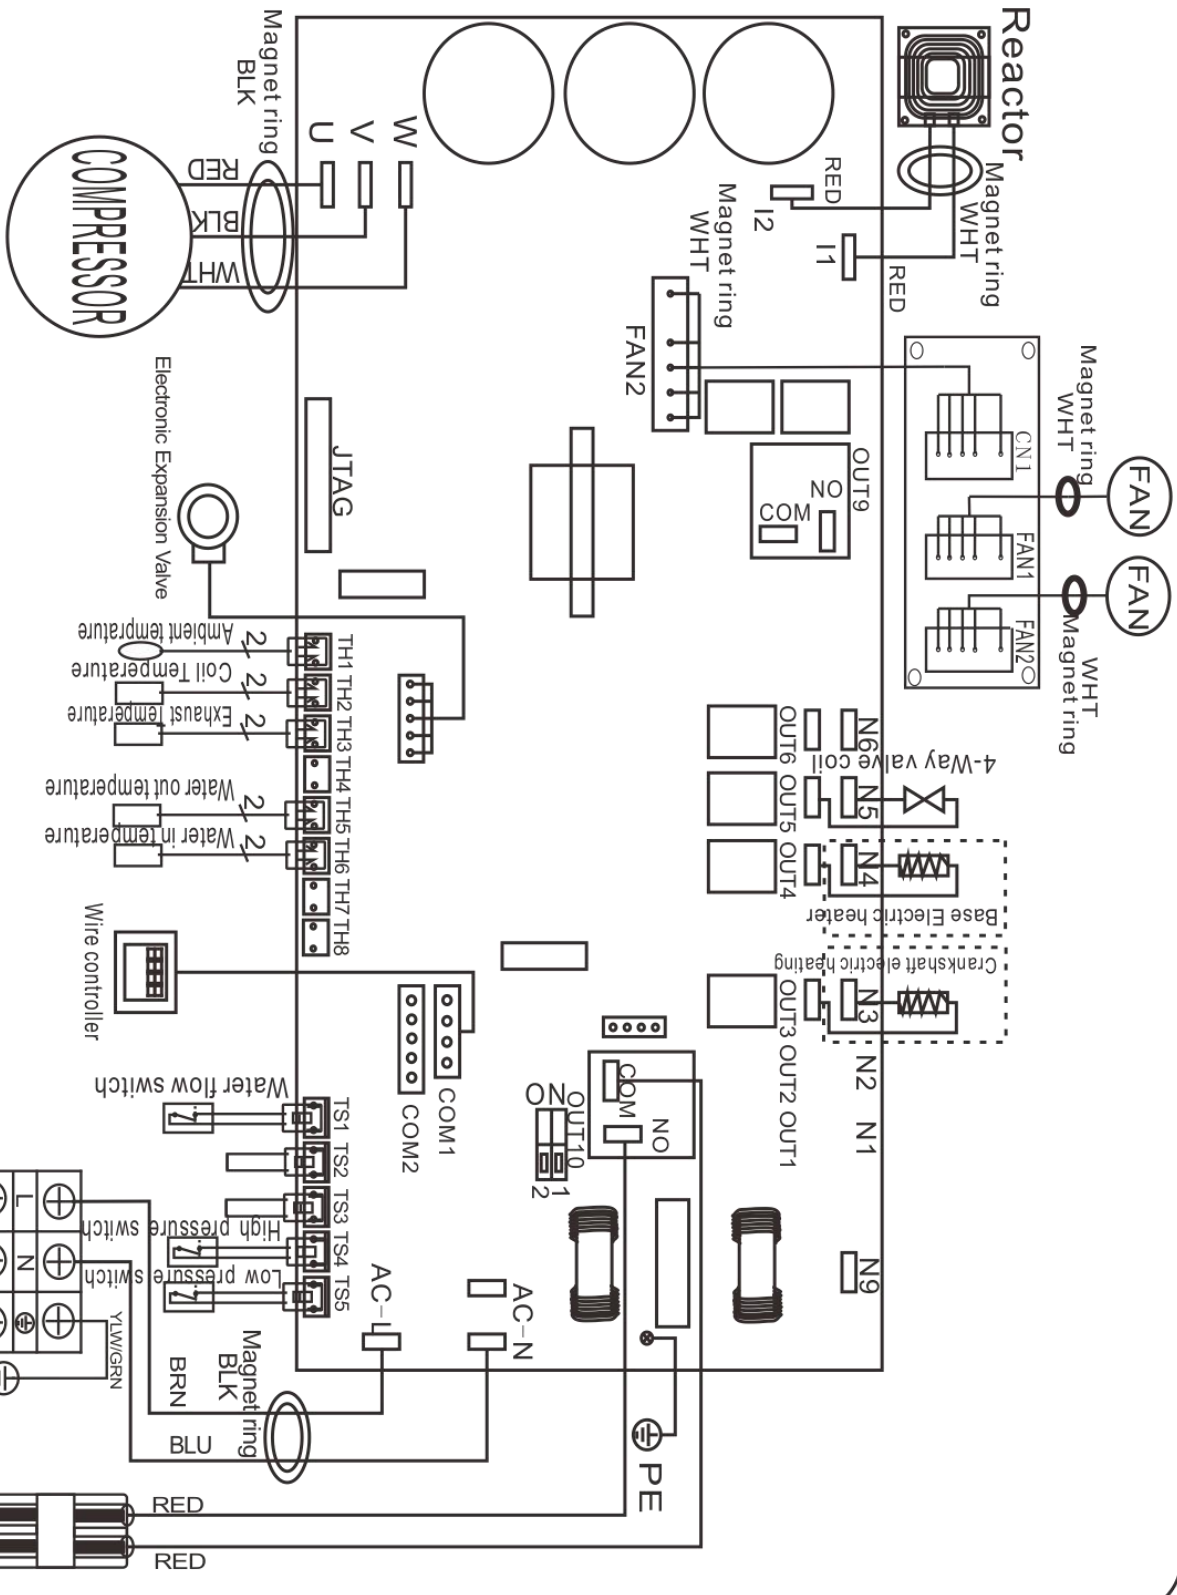 Reactor
Magnet ring
WHT
RED
I2
I1
RED
Magnet ring
WHT
FAN2
Magnet ring
BLK
U
V
W
RED
BLK
WHT
COMPRESSOR
Magnet ring
WHT
FAN
FAN
WHT
Magnet ring
CN1
FAN1
FAN2
OUT9
NO
COM
JTAG
Electronic Expansion Valve
Ambient temprature
2
TH1
Coil Temperature
2
TH2
Exhaust Temperature
2
TH3
TH4
Water out temperature
2
TH5
Water in temperature
2
TH6
TH7
TH8
OUT6
N6
4-Way valve coil
OUT5
N5
OUT4
N4
Base Electric heater
Crankshaft electric heating
OUT3
N3
OUT2
N2
OUT1
N1
Wire controller
COM1
COM2
COM
NO
OUT10
ON
1
2
Water flow switch
TS1
TS2
TS3
High pressure switch
TS4
Low pressure switch
TS5
AC-L
AC-N
N9
L
N
YLW/GRN
BRN
BLU
Magnet ring
BLK
PE
RED
RED